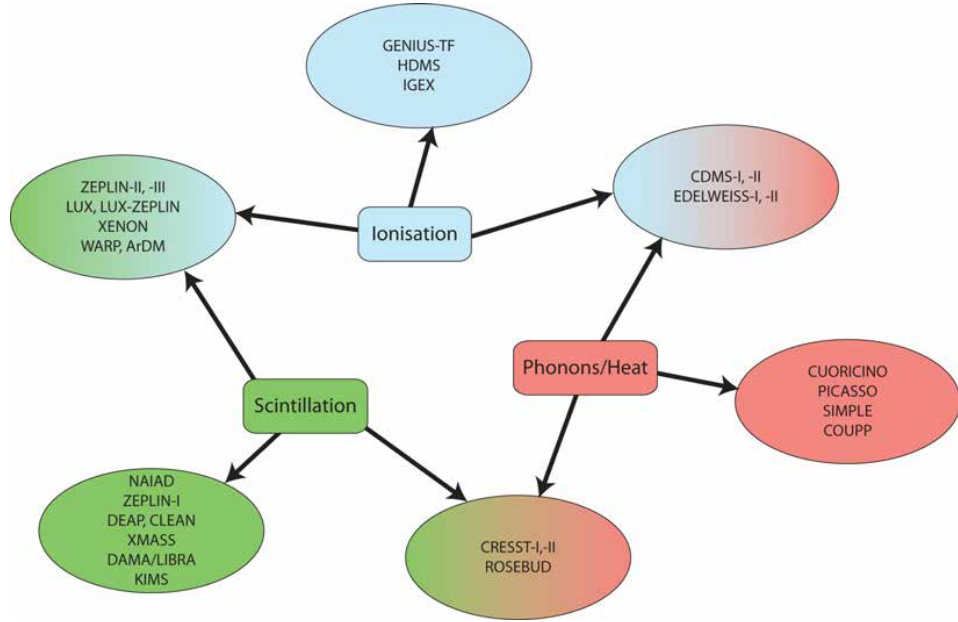 GENIUS-TF
HDMS
IGEX
ZEPLIN-II, -III
LUX, LUX-ZEPLIN
XENON
WARP, ArDM
CDMS-I, -II
EDELWEISS-I, -II
Ionisation
Phonons/Heat
Scintillation
CUORICINO
PICASSO
SIMPLE
COUPP
NAIAD
ZEPLIN-I
DEAP, CLEAN
XMASS
DAMA/LIBRA
KIMS
CRESST-I,-II
ROSEBUD